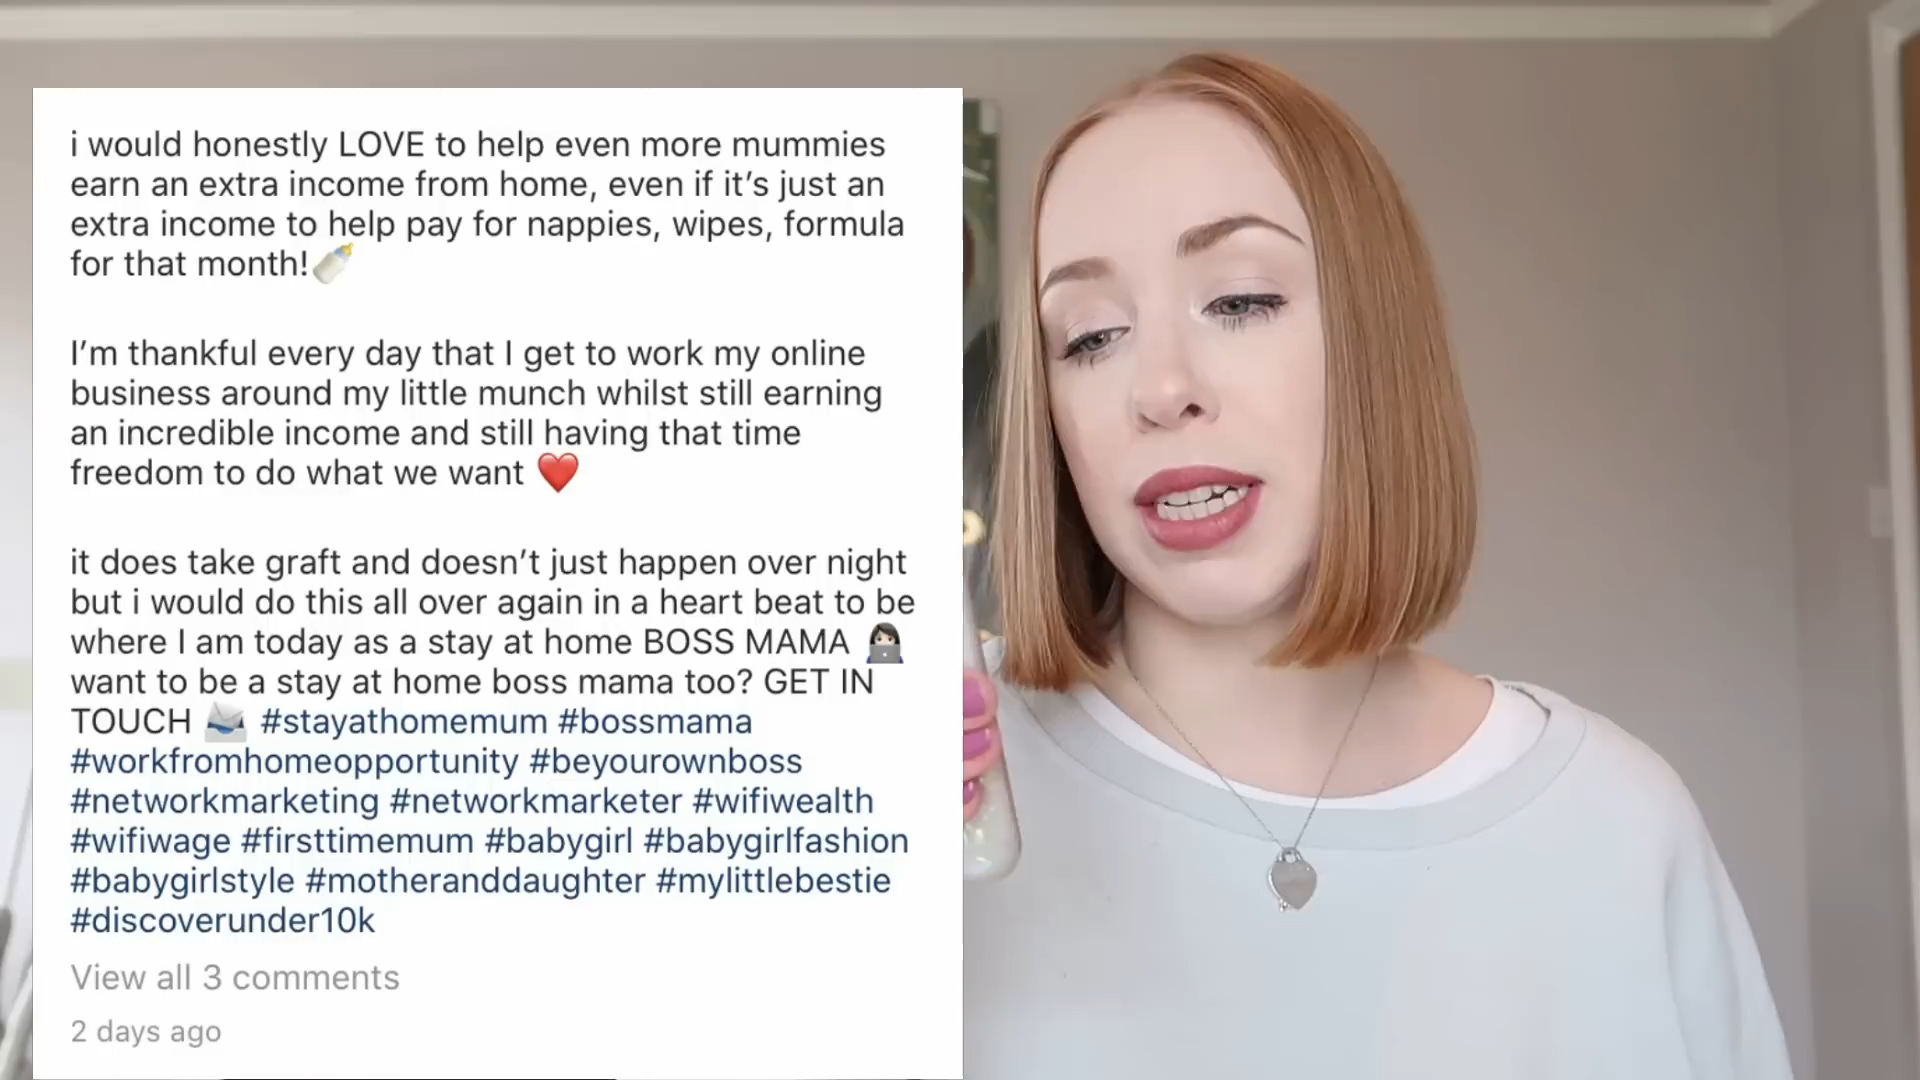 i would honestly LOVE to help even more mummies
earn an extra income from home, even if it's just an
extra income to help pay for nappies, wipes, formula
for that month!🍼
I'm thankful every day that I get to work my online
business around my little munch whilst still earning
an incredible income and still having that time
freedom to do what we want ❤️
it does take graft and doesn't just happen over night
but i would do this all over again in a heart beat to be
where I am today as a stay at home BOSS MAMA 👩🏻‍💻
want to be a stay at home boss mama too? GET IN
TOUCH 📨 #stayathomemum #bossmama
#workfromhomeopportunity #beyourownboss
#networkmarketing #networkmarketer #wifiwealth
#wifiwage #firsttimemum #babygirl #babygirlfashion
#babygirlstyle #motheranddaughter #mylittlebestie
#discoverunder10k
View all 3 comments
2 days ago